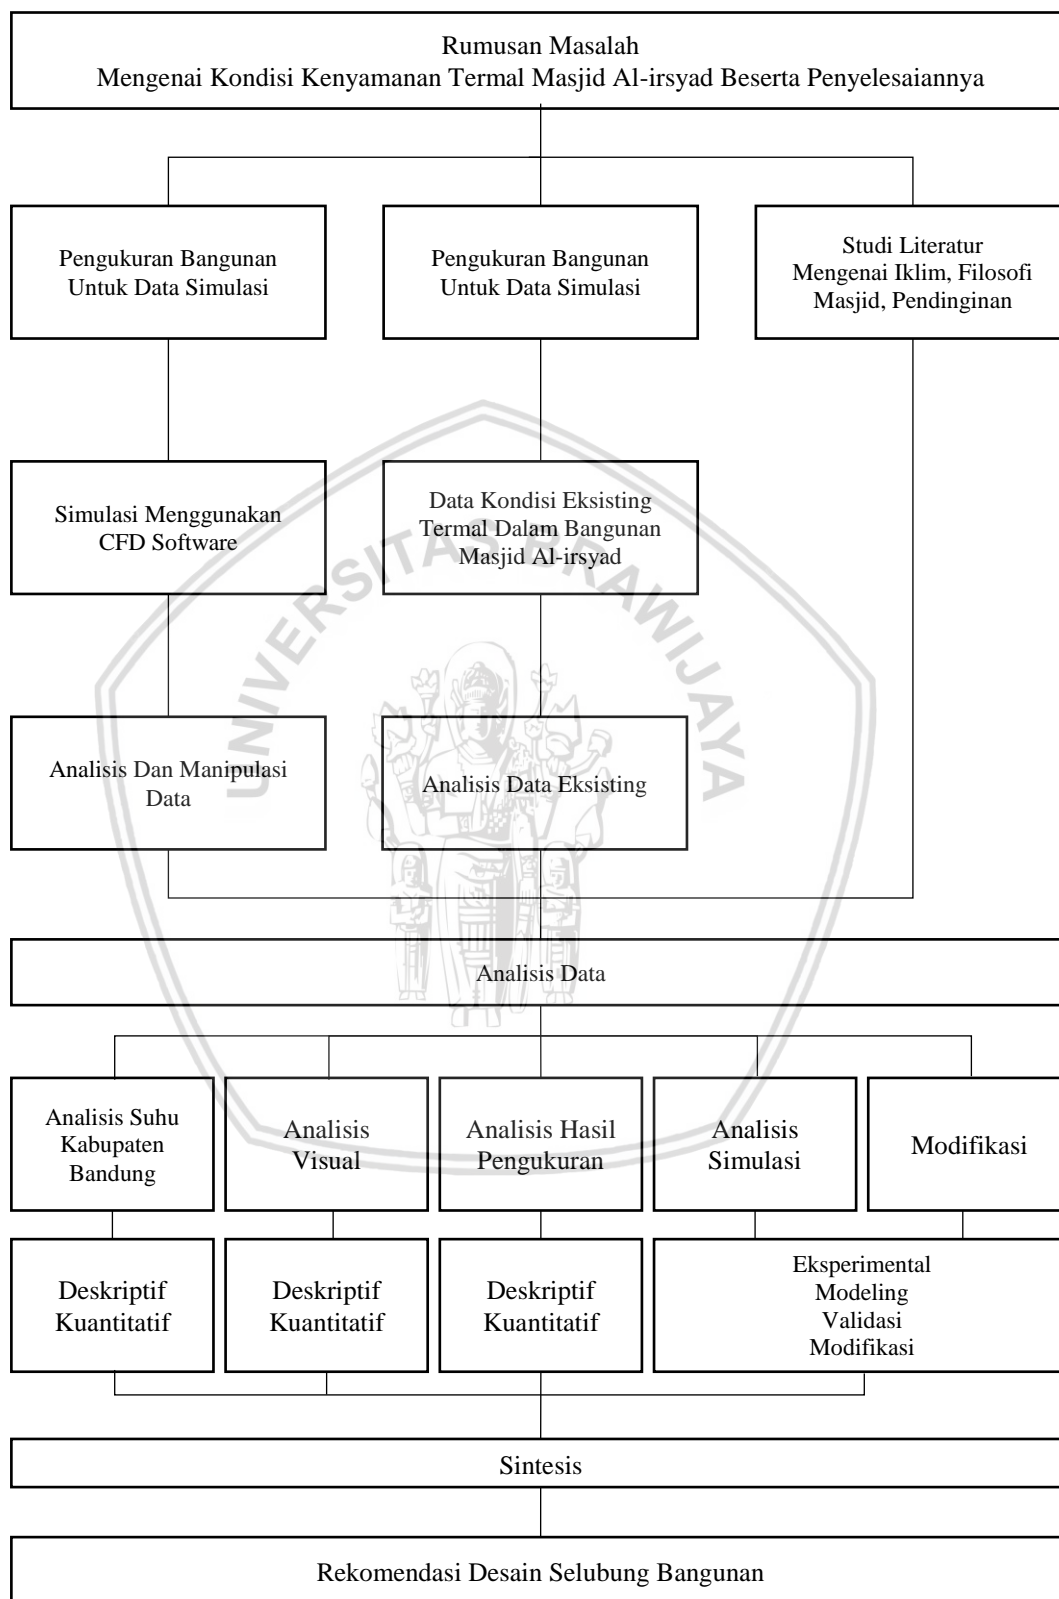 Rumusan Masalah
Mengenai Kondisi Kenyamanan Termal Masjid Al-irsyad Beserta Penyelesaiannya
Pengukuran Bangunan
Untuk Data Simulasi
Pengukuran Bangunan
Untuk Data Simulasi
Studi Literatur
Mengenai Iklim, Filosofi
Masjid, Pendinginan
Simulasi Menggunakan
CFD Software
Data Kondisi Eksisting
Termal Dalam Bangunan
Masjid Al-irsyad
UNIVERSITAS BRAWIJAYA
Analisis Dan Manipulasi
Data
Analisis Data Eksisting
Analisis Data
Analisis Suhu
Kabupaten
Bandung
Analisis
Visual
Analisis Hasil
Pengukuran
Analisis
Simulasi
Modifikasi
Deskriptif
Kuantitatif
Deskriptif
Kuantitatif
Deskriptif
Kuantitatif
Eksperimental
Modeling
Validasi
Modifikasi
Sintesis
Rekomendasi Desain Selubung Bangunan